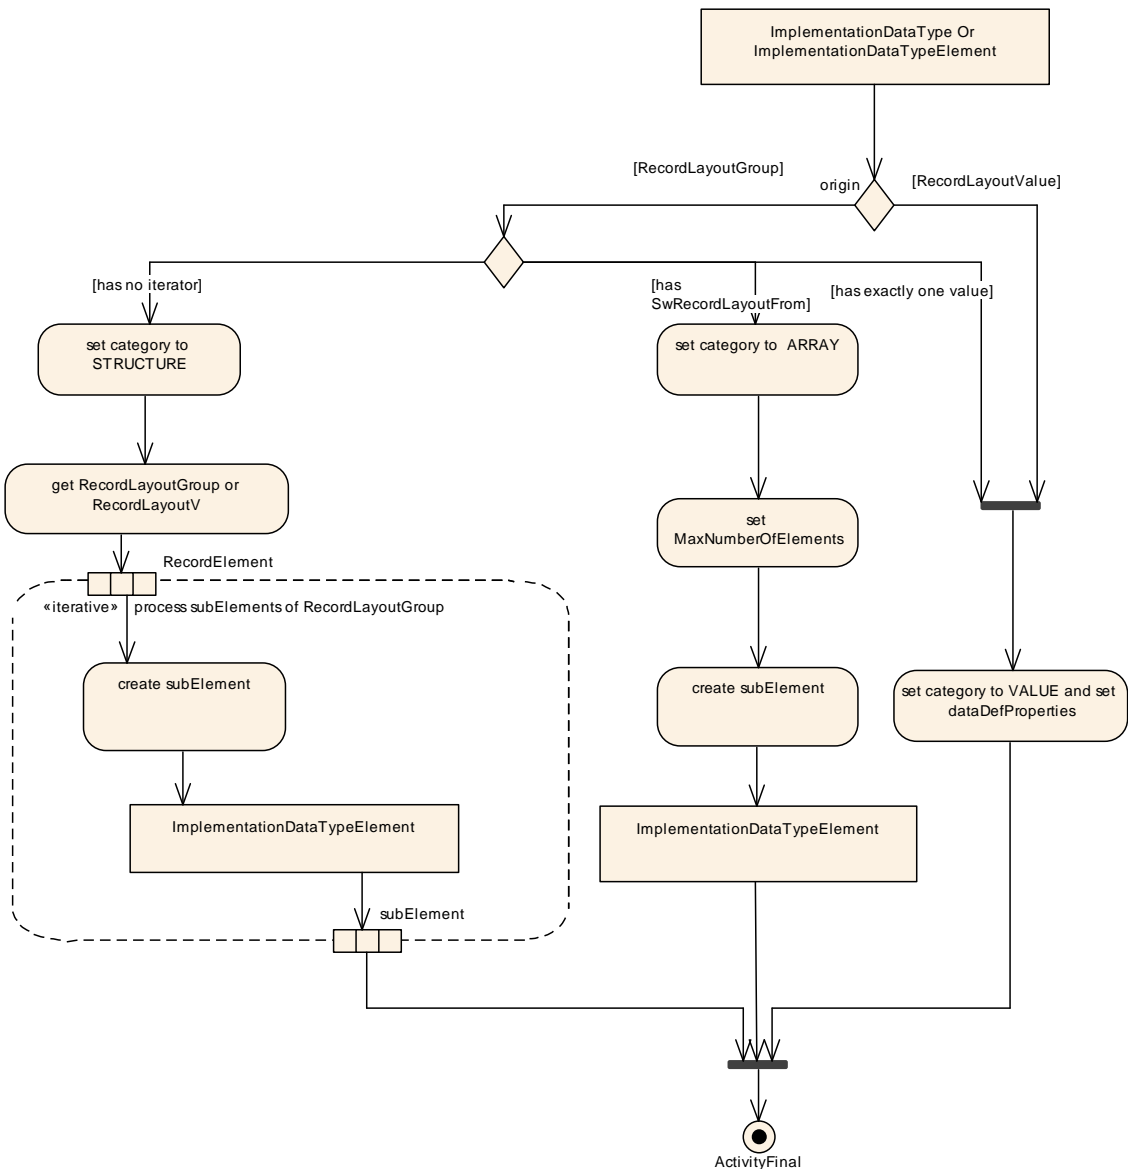 ImplementationDataType Or
ImplementationDataTypeElement
[RecordLayoutGroup]
origin
[RecordLayoutValue]
[has no iterator]
[has
SwRecordLayoutFrom]
[has exactly one value]
set category to
STRUCTURE
set category to  ARRAY
get RecordLayoutGroup or
RecordLayoutV
set
MaxNumberOfElements
RecordElement
«iterative»
process subElements of RecordLayoutGroup
create subElement
create subElement
set category to VALUE and set
dataDefProperties
ImplementationDataTypeElement
ImplementationDataTypeElement
subElement
ActivityFinal